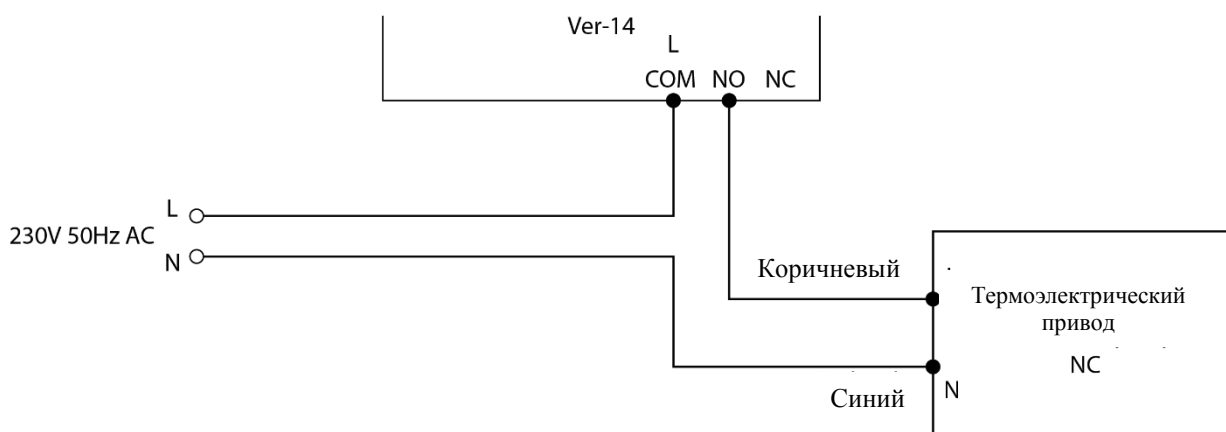 Ver-14
L
COM NO NC
L
230V 50Hz AC
N
Коричневый
Термоэлектрический
привод
NC
N
Синий